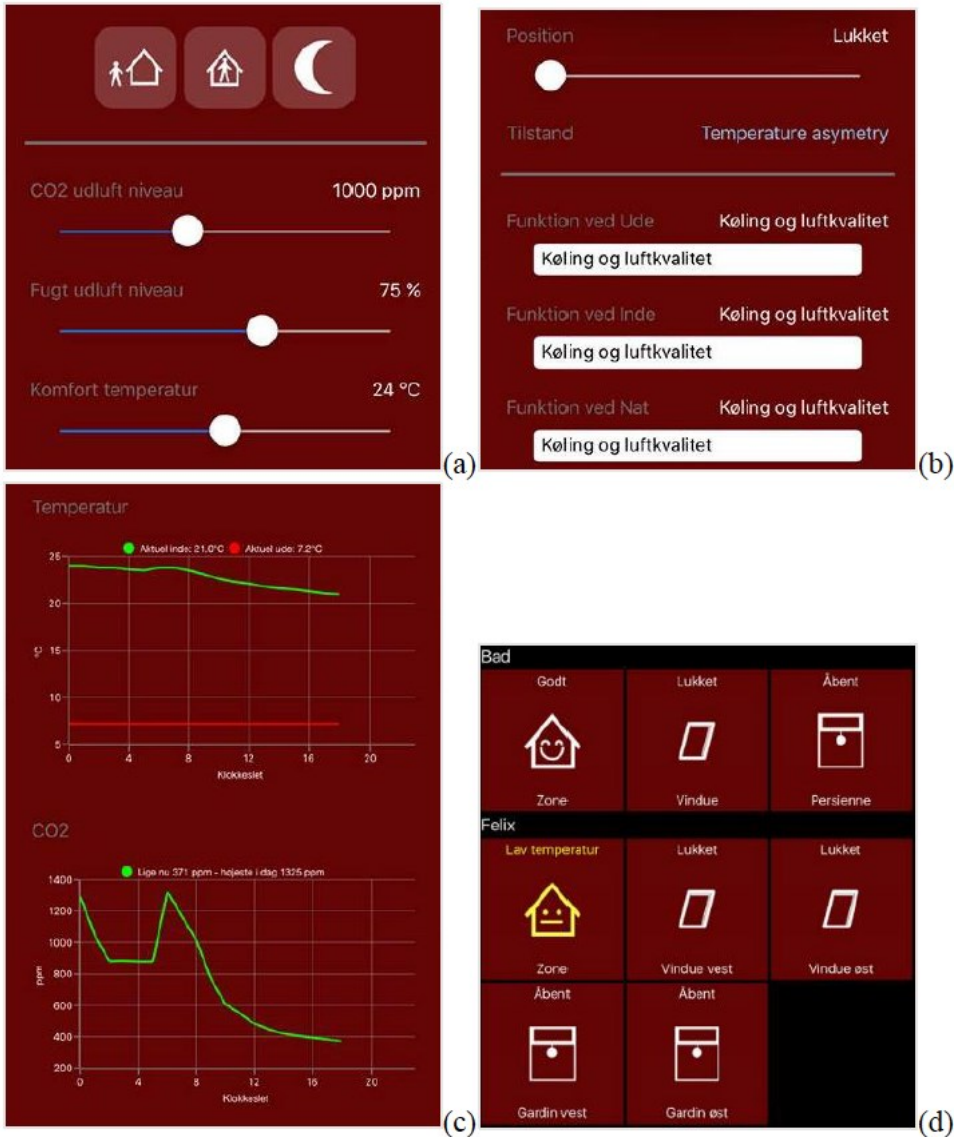 CO2 udluft niveau 1000 ppm
Fugt udluft niveau 75 %
Komfort temperatur 24 °C
(a)
Position Lukket
Tilstand Temperature asymetry
Funktion ved Ude Køling og luftkvalitet
Køling og luftkvalitet
Funktion ved Inde Køling og luftkvalitet
Køling og luftkvalitet
Funktion ved Nat Køling og luftkvalitet
Køling og luftkvalitet
(b)
Temperatur
Aktuel inde: 21.0°C Aktuel ude: 7.2°C
25
20
15
10
5
°C
0 4 8 12 16 20
Klokkeslet
CO2
Lige nu 371 ppm - højeste i dag 1325 ppm
1400
1200
1000
800
600
400
200
ppm
0 4 8 12 16 20
Klokkeslet
(c)
Bad
Godt Lukket Åbent
Zone Vindue Persienne
Felix
Lav temperatur Lukket Lukket
Zone Vindue vest Vindue øst
Åbent Åbent
Gardin vest Gardin øst
(d)